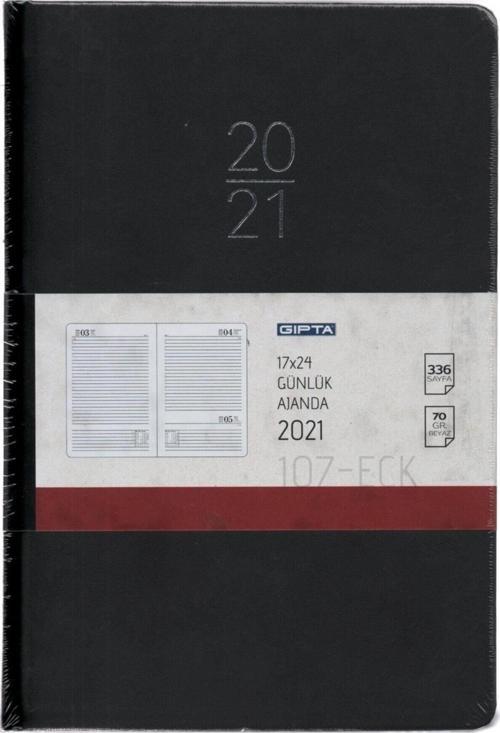 20
21
GIPTA
03
04
05
17x24
GÜNLÜK
AJANDA
2021
107-ECK
336
SAYFA
70
GR.
BEYAZ